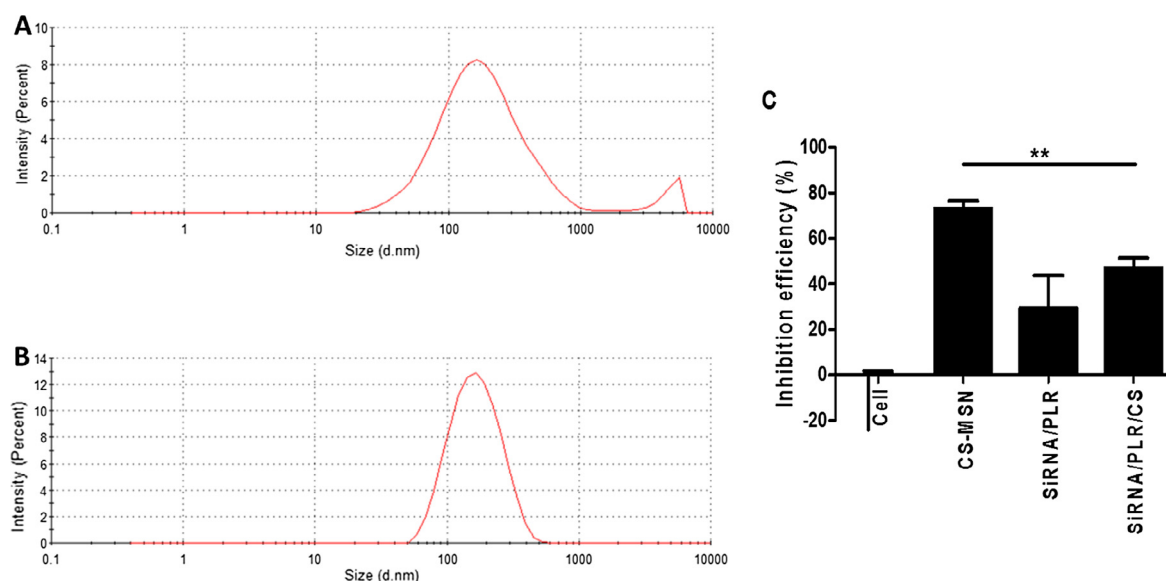 A
Intensity (Percent)
10
8
6
4
2
0
0.1 1 10 100 1000 10000
Size (d.nm)
B
Intensity (Percent)
14
12
10
8
6
4
2
0
0.1 1 10 100 1000 10000
Size (d.nm)
C
Inhibition efficiency (%)
100
80
60
40
20
0
-20
**
Cell
CS-MSN
SiRNA/PLR
SiRNA/PLR/CS